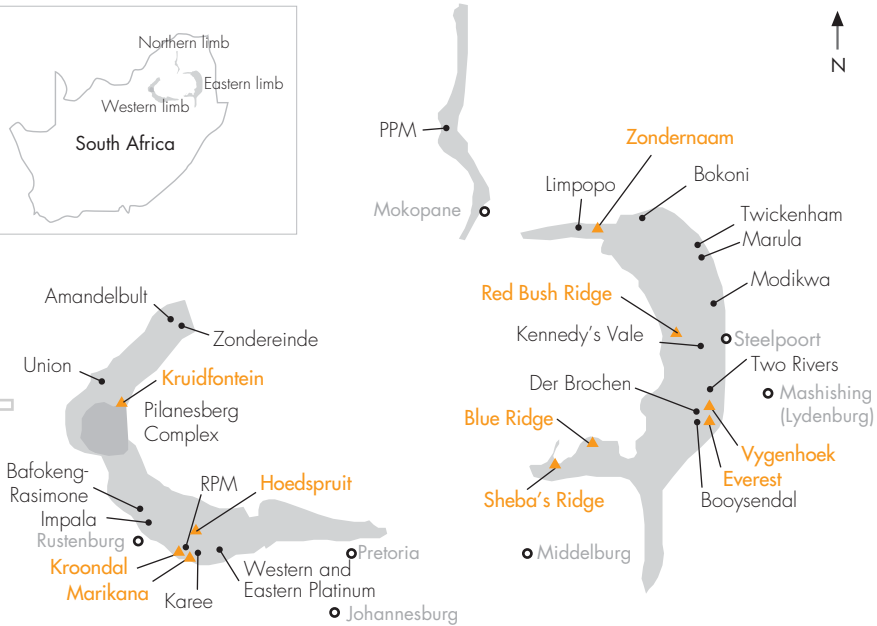 Northern limb
Eastern limb
Western limb
South Africa
N
PPM
Zondernaam
Limpopo
Bokoni
Mokopane
Twickenham
Marula
Red Bush Ridge
Modikwa
Amandelbult
Zondereinde
Kennedy's Vale
Steelpoort
Union
Kruidfontein
Two Rivers
Der Brochen
Mashishing
(Lydenburg)
Pilanesberg
Complex
Blue Ridge
Vygenhoek
Everest
Bafokeng-
Rasimone
RPM
Hoedspruit
Sheba's Ridge
Booysendal
Impala
Rustenburg
Pretoria
Middelburg
Kroondal
Marikana
Karee
Western and
Eastern Platinum
Johannesburg